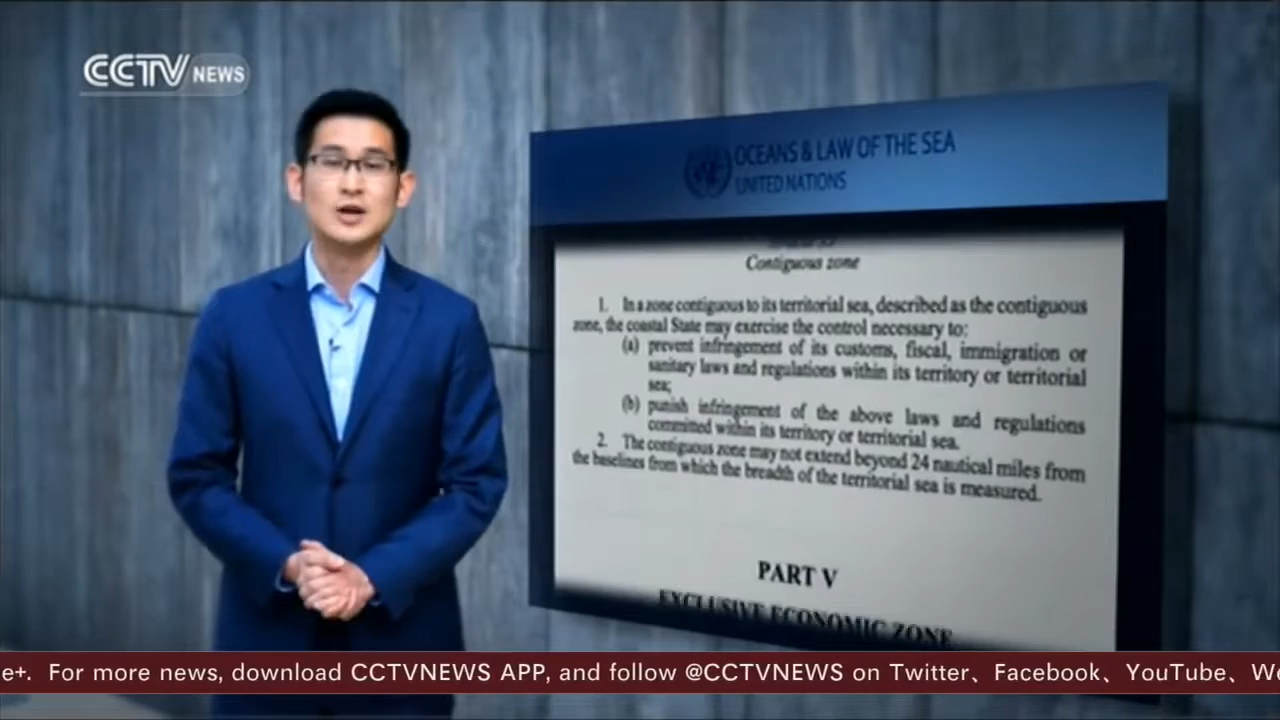 CCTV NEWS
OCEANS & LAW OF THE SEA
UNITED NATIONS
Contiguous zone
1. In a zone contiguous to its territorial sea, described as the contiguous
zone, the coastal State may exercise the control necessary to:
(a) prevent infringement of its customs, fiscal, immigration or
sanitary laws and regulations within its territory or territorial
sea;
(b) punish infringement of the above laws and regulations
committed within its territory or territorial sea.
2. The contiguous zone may not extend beyond 24 nautical miles from
the baselines from which the breadth of the territorial sea is measured.
PART V
EXCLUSIVE ECONOMIC ZONE
e+. For more news, download CCTVNEWS APP, and follow @CCTVNEWS on Twitter、Facebook、YouTube、We